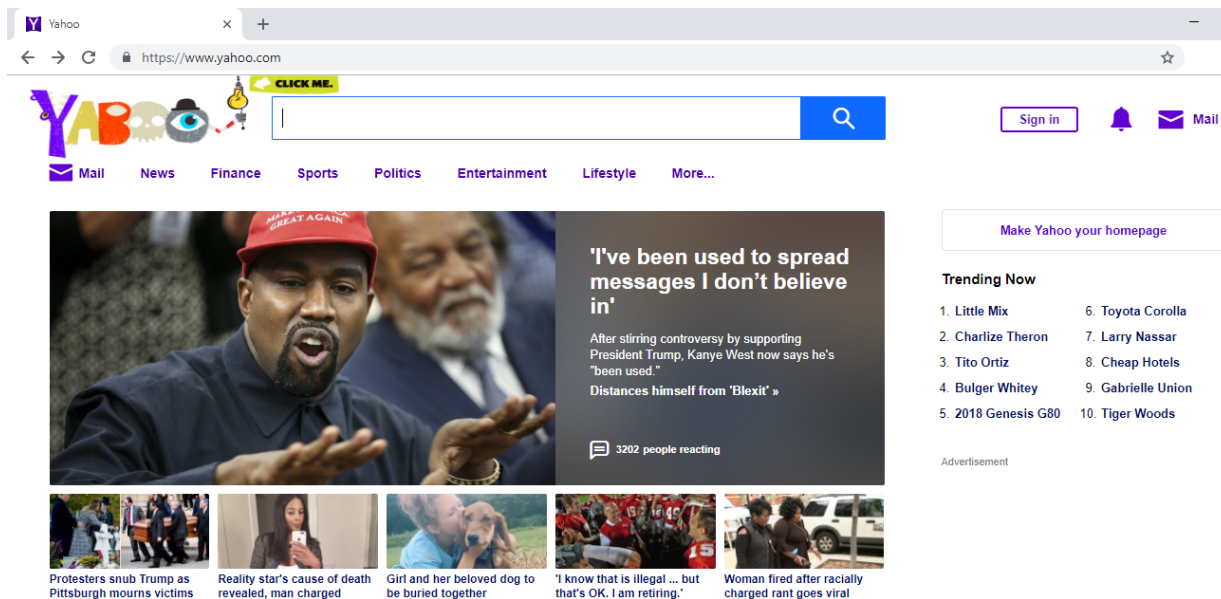 Yahoo
https://www.yahoo.com
CLICK ME.
YABOO
Sign in
Mail
Mail
News
Finance
Sports
Politics
Entertainment
Lifestyle
More...
GREAT AGAIN
'I've been used to spread
messages I don’t believe
in'
After stirring controversy by supporting
President Trump, Kanye West now says he's
"been used."
Distances himself from 'Blexit' »
3202 people reacting
Make Yahoo your homepage
Trending Now
1. Little Mix
2. Charlize Theron
3. Tito Ortiz
4. Bulger Whitey
5. 2018 Genesis G80
6. Toyota Corolla
7. Larry Nassar
8. Cheap Hotels
9. Gabrielle Union
10. Tiger Woods
Advertisement
Protesters snub Trump as
Pittsburgh mourns victims
Reality star's cause of death
revealed, man charged
Girl and her beloved dog to
be buried together
15
'I know that is illegal ... but
that's OK. I am retiring.'
Woman fired after racially
charged rant goes viral